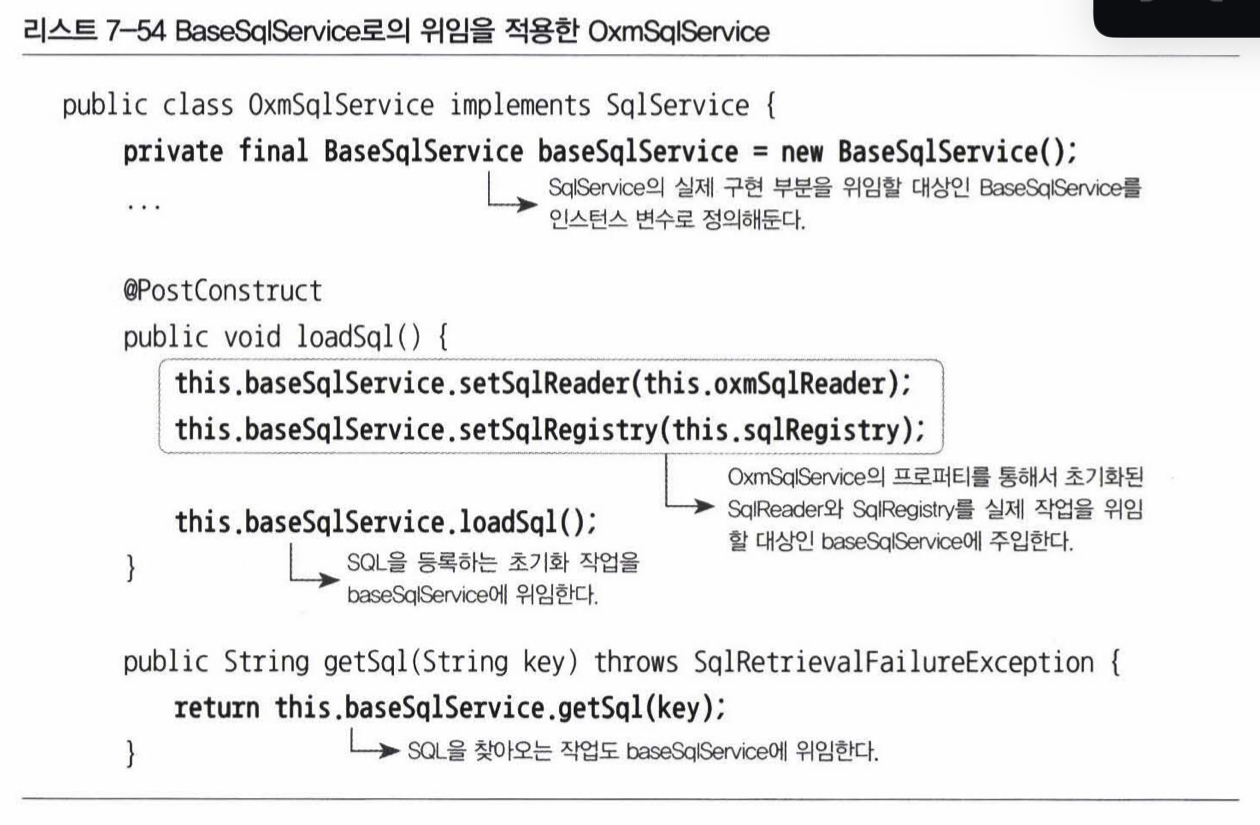 리스트 7-54 BaseSqlService로의 위임을 적용한 OxmSqlService
public class OxmSqlService implements SqlService {
private final BaseSqlService baseSqlService = new BaseSqlService();
SqlService의 실제 구현 부분을 위임할 대상인 BaseSqlService를
...
인스턴스 변수로 정의해둔다.
@PostConstruct
public void loadSql() {
this.baseSqlService.setSqlReader(this.oxmSqlReader);
this.baseSqlService.setSqlRegistry(this.sqlRegistry);
OxmSqlService의 프로퍼티를 통해서 초기화된
SqlReader와 SqlRegistry를 실제 작업을 위임
할 대상인 baseSqlService에 주입한다.
this.baseSqlService.loadSql();
SQL을 등록하는 초기화 작업을
baseSqlService에 위임한다.
}
public String getSql(String key) throws SqlRetrievalFailureException {
return this.baseSqlService.getSql(key);
SQL을 찾아오는 작업도 baseSqlService에 위임한다.
}